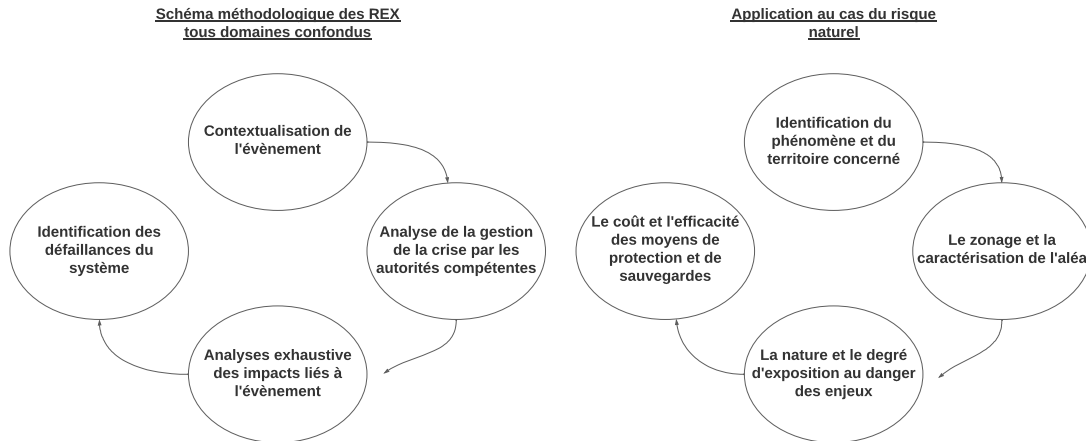 Schéma méthodologique des REX
tous domaines confondus
Contextualisation de
l'évènement
Analyse de la gestion
de la crise par les
autorités compétentes
Analyses exhaustive
des impacts liés à
l'évènement
Identification des
défaillances du
système
Application au cas du risque
naturel
Identification du
phénomène et du
territoire concerné
Le zonage et la
caractérisation de l'aléa
La nature et le degré
d'exposition au danger
des enjeux
Le coût et l'efficacité
des moyens de
protection et de
sauvegardes